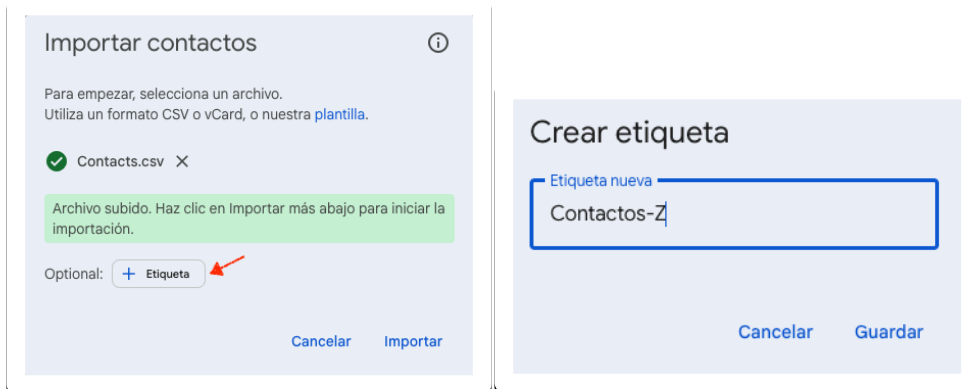 Importar contactos
Para empezar, selecciona un archivo.
Utiliza un formato CSV o vCard, o nuestra plantilla.
Contacts.csv
Archivo subido. Haz clic en Importar más abajo para iniciar la
importación.
Optional: + Etiqueta
Cancelar Importar
Crear etiqueta
Etiqueta nueva
Contactos-Z
Cancelar Guardar